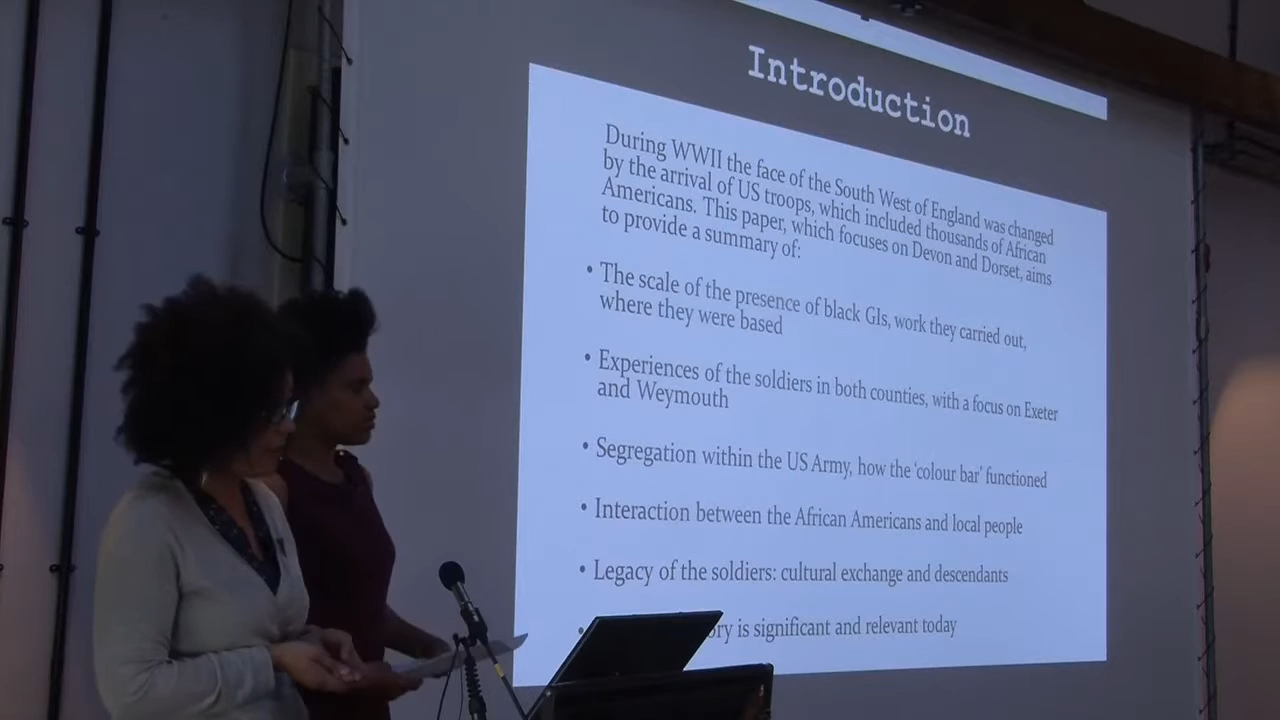 Introduction
During WWII the face of the South West of England was changed
by the arrival of US troops, which included thousands of African
Americans. This paper, which focuses on Devon and Dorset, aims
to provide a summary of:
• The scale of the presence of black GIs, work they carried out,
where they were based
• Experiences of the soldiers in both counties, with a focus on Exeter
and Weymouth
• Segregation within the US Army, how the 'colour bar' functioned
• Interaction between the African Americans and local people
• Legacy of the soldiers: cultural exchange and descendants
• is significant and relevant today